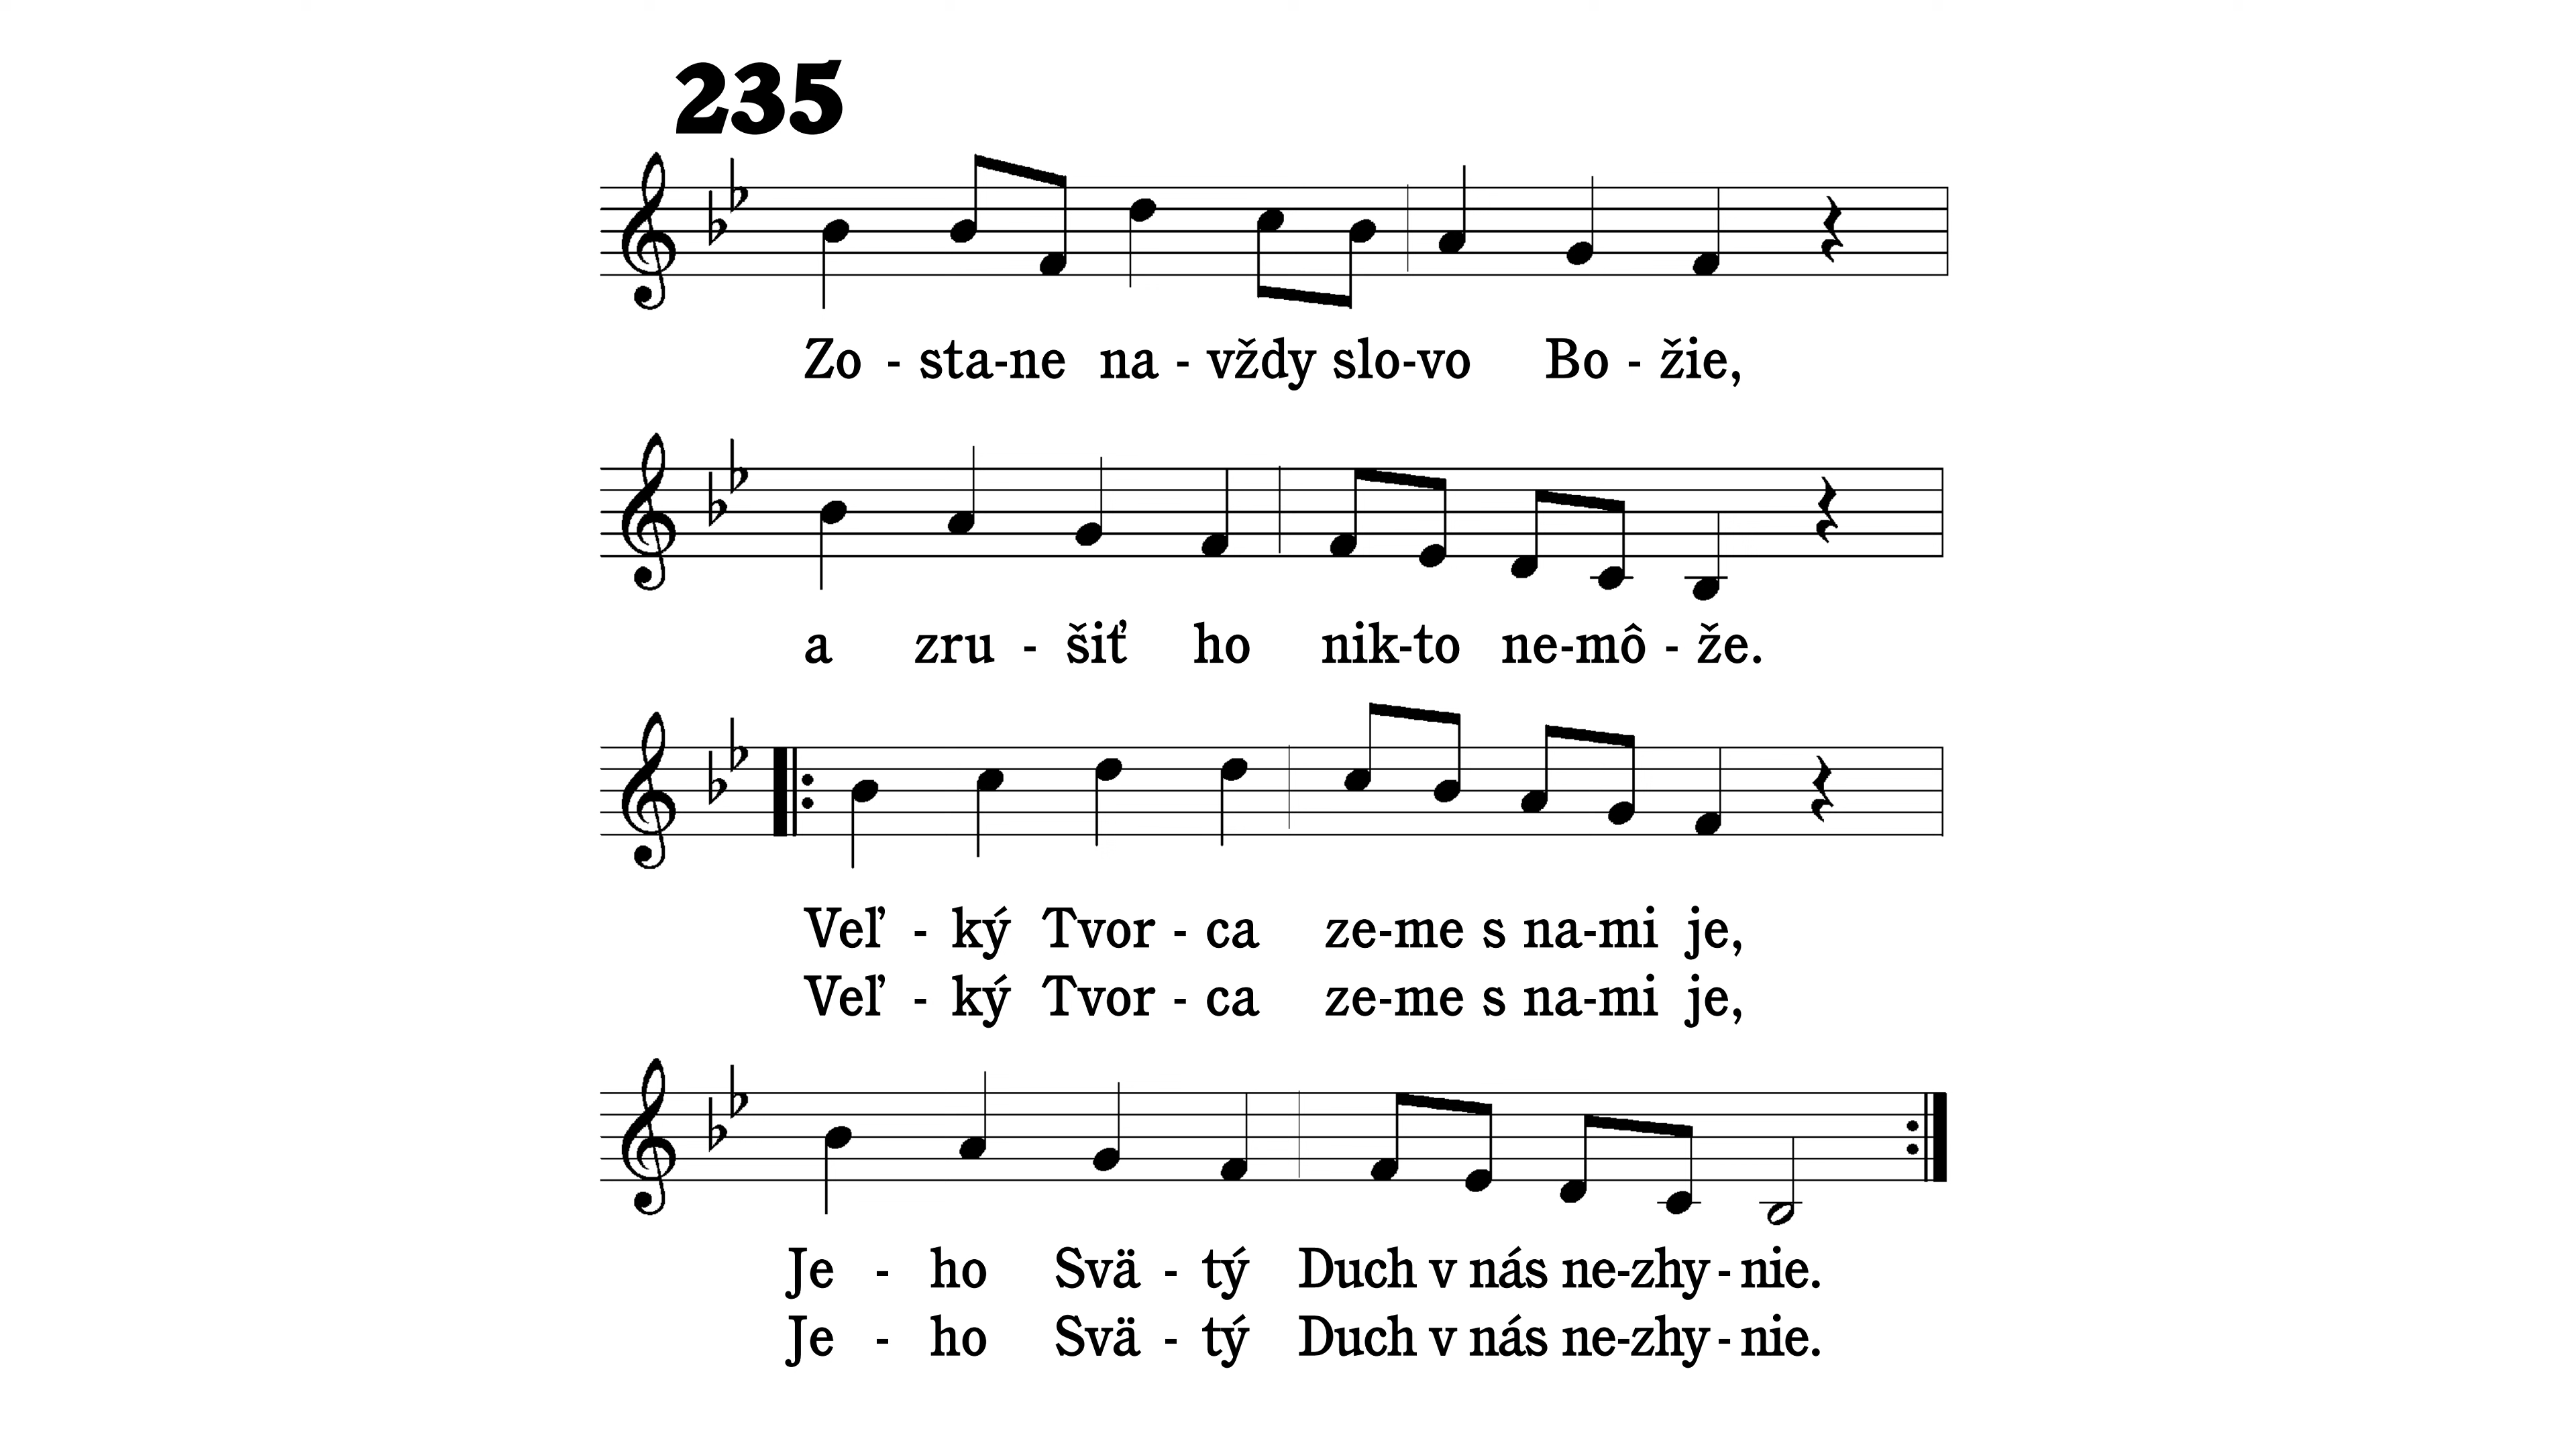 235
Zo - sta-ne na - vždy slo-vo Bo - žie,
a zru - šiť ho nik-to ne-mô - že.
Veľ - ký Tvor - ca ze-me s na-mi je,
Veľ - ký Tvor - ca ze-me s na-mi je,
Je - ho Svä - tý Duch v nás ne-zhy - nie.
Je - ho Svä - tý Duch v nás ne-zhy - nie.